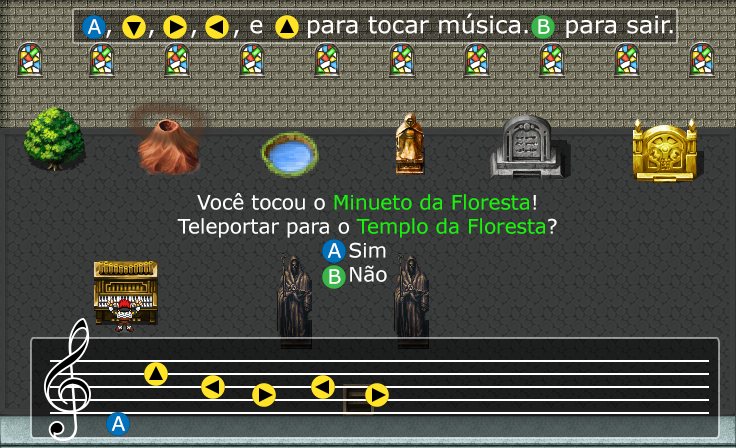 A, ▼, ►, ◄, e ▲ para tocar música. B para sair.
Você tocou o Minueto da Floresta!
Teleportar para o Templo da Floresta?
A Sim
B Não
A